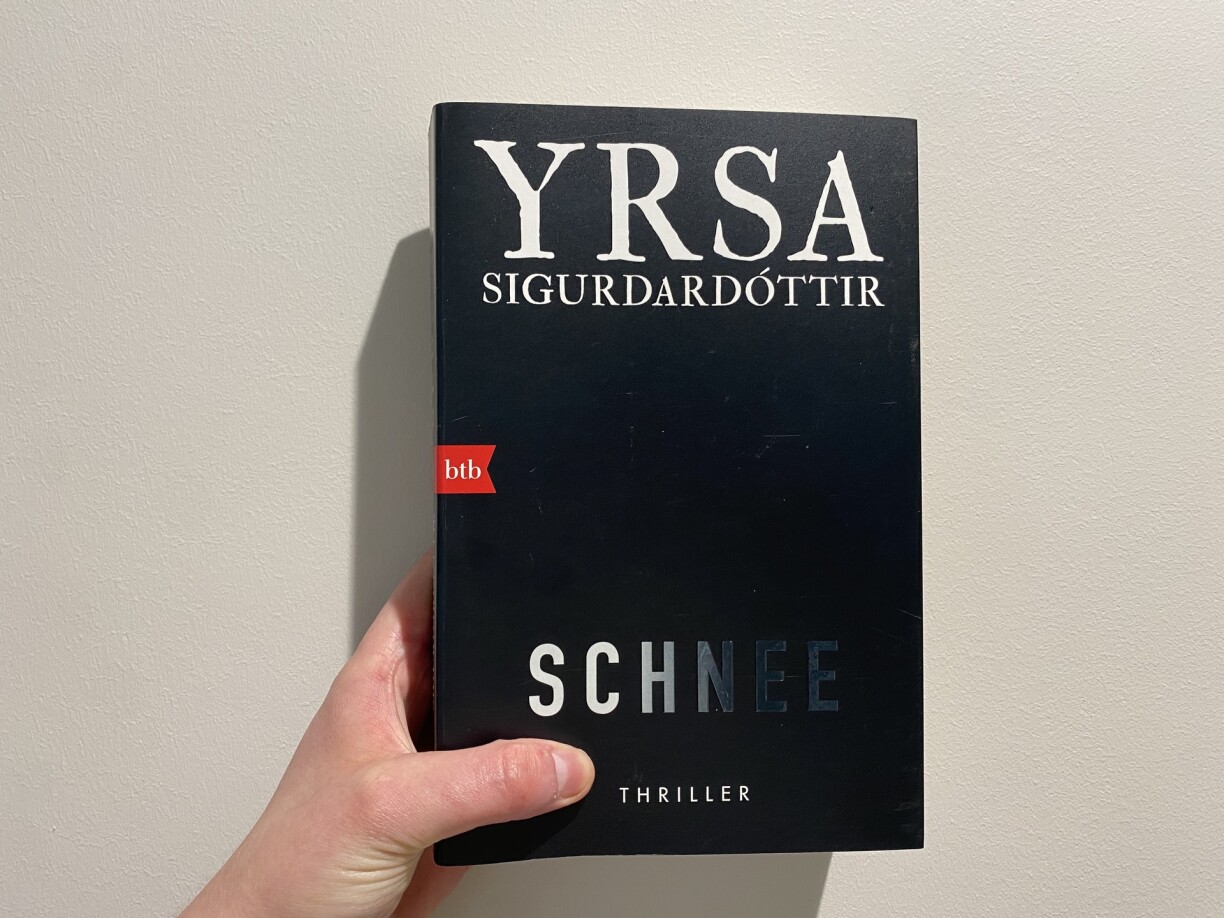 YRSA
SIGURDARDÓTTIR
btb
SCHNEE
THRILLER